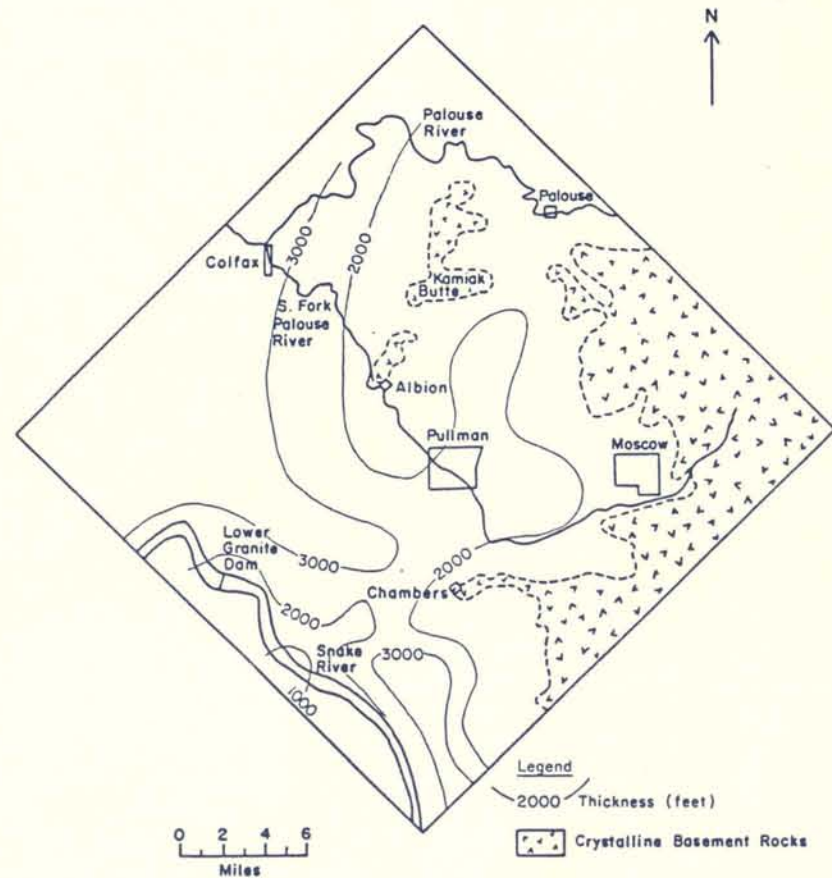 N
Palouse
River
Palouse
3000
2000
Colfax
Kamiak
Butte
S. Fork
Palouse
River
Albion
Pullman
Moscow
Lower
Granite
Dam
3000
2000
Chambers
2000
Snake
River
3000
1000
Legend
2000 Thickness (feet)
Crystalline Basement Rocks
0 2 4 6
Miles